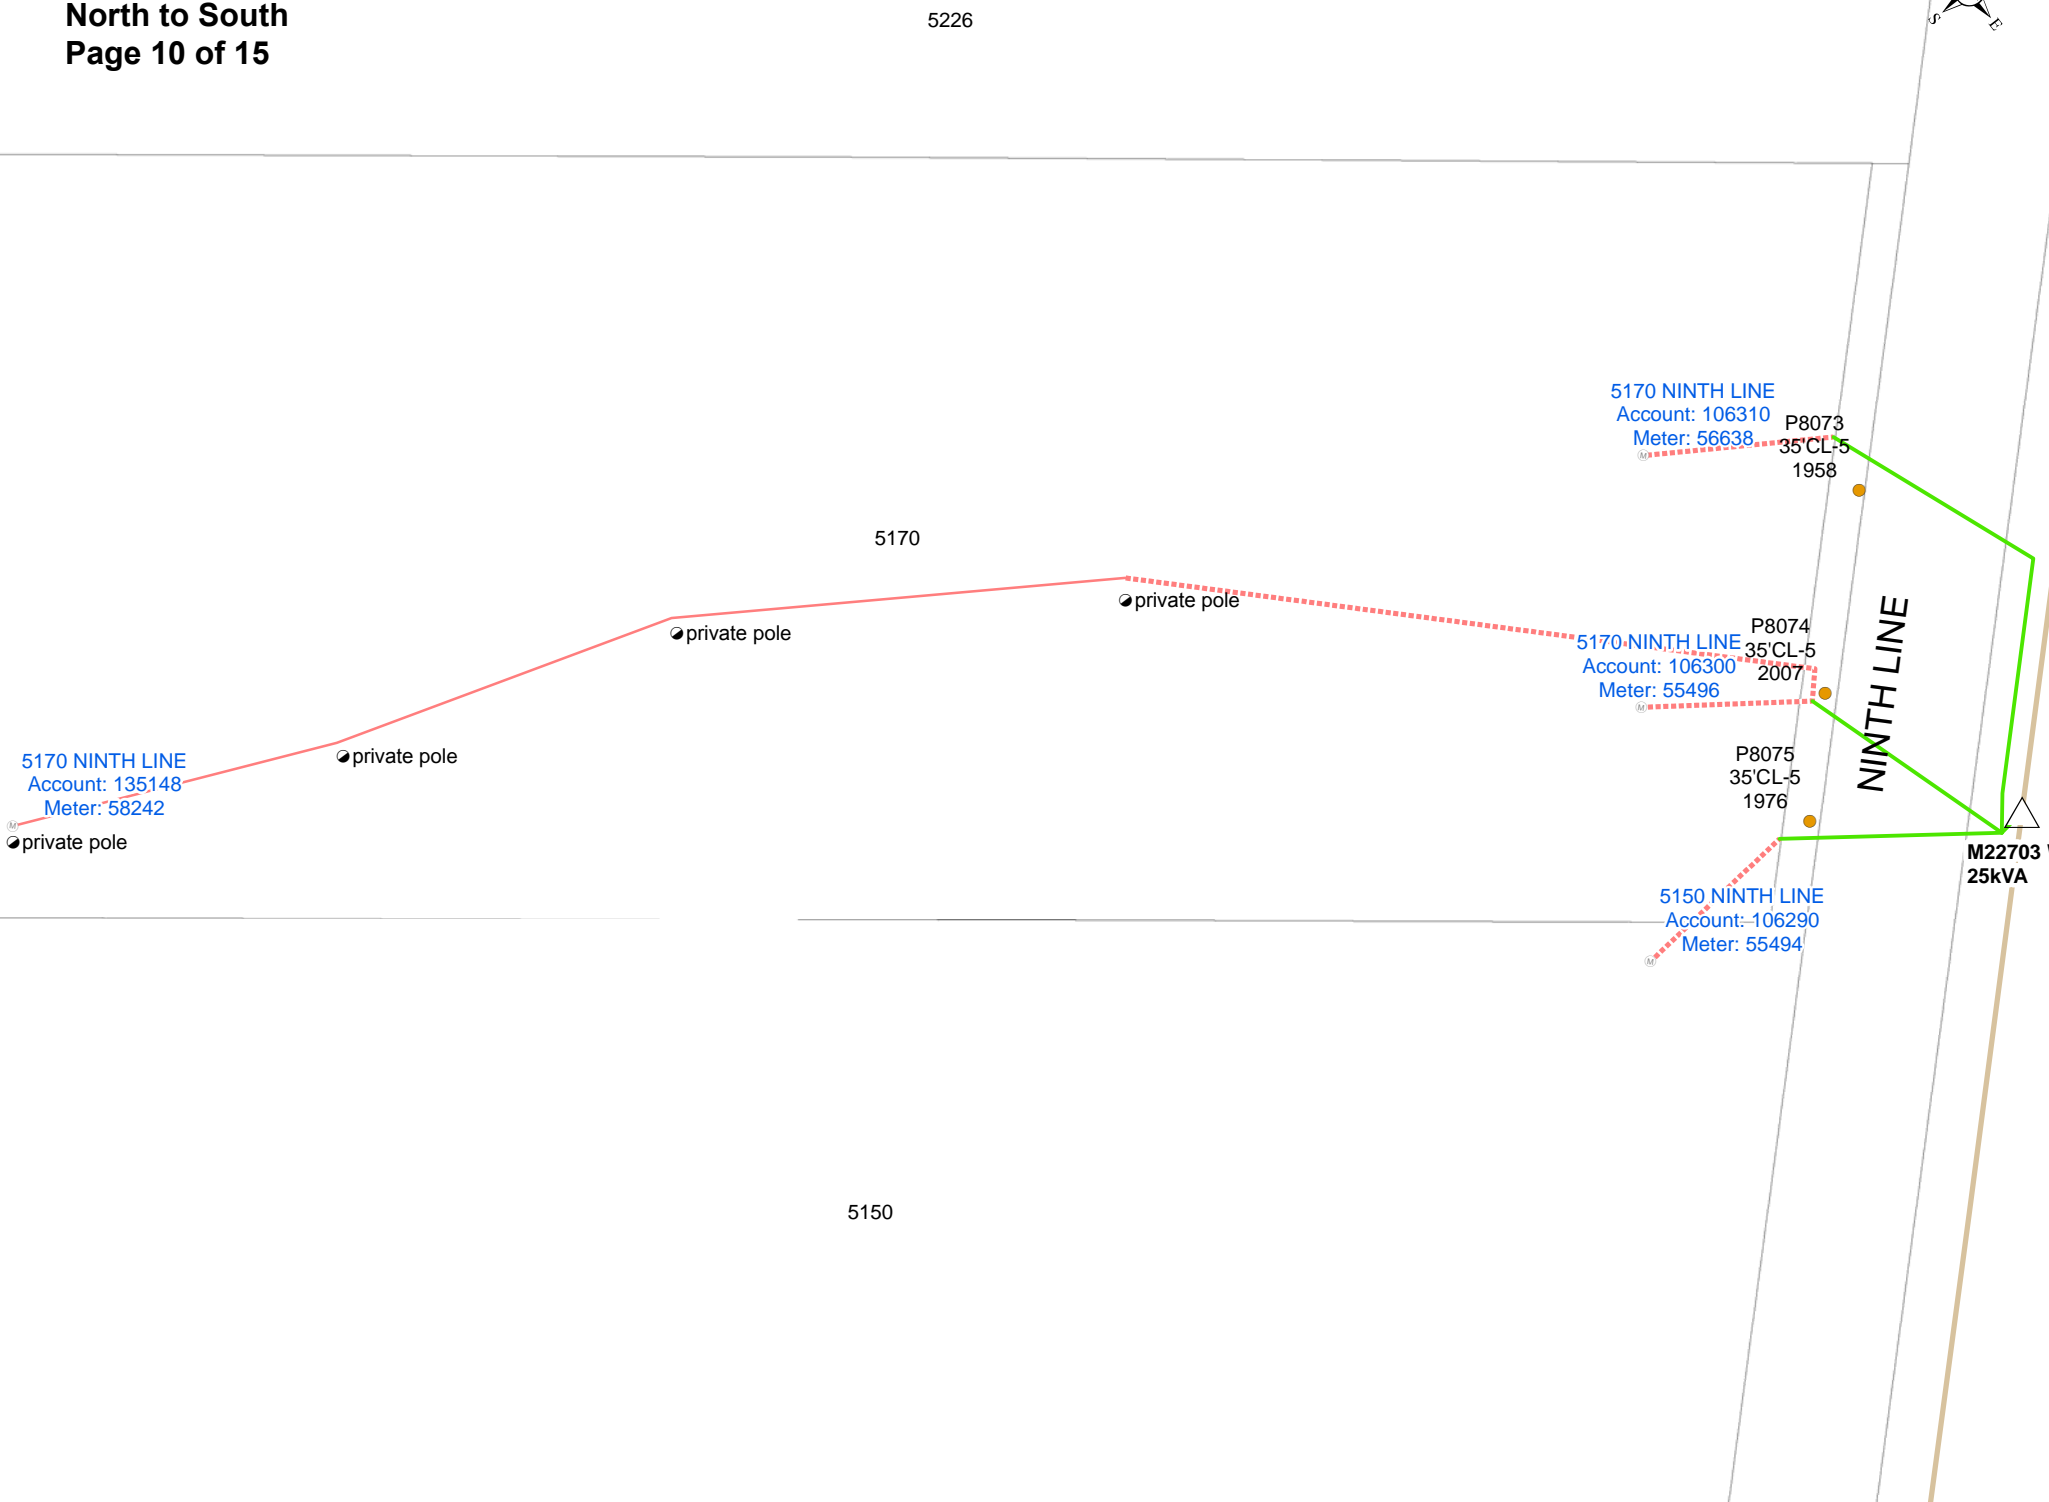 North to South
Page 10 of 15
5226
S
E
5170 NINTH LINE
Account: 106310
Meter: 56638
M
P8073
35'CL-5
1958
5170
private pole
private pole
private pole
5170 NINTH LINE
Account: 106300
Meter: 55496
M
P8074
35'CL-5
2007
NINTH LINE
5170 NINTH LINE
Account: 135148
Meter: 58242
M
private pole
P8075
35'CL-5
1976
M22703
25kVA
5150 NINTH LINE
Account: 106290
Meter: 55494
M
5150